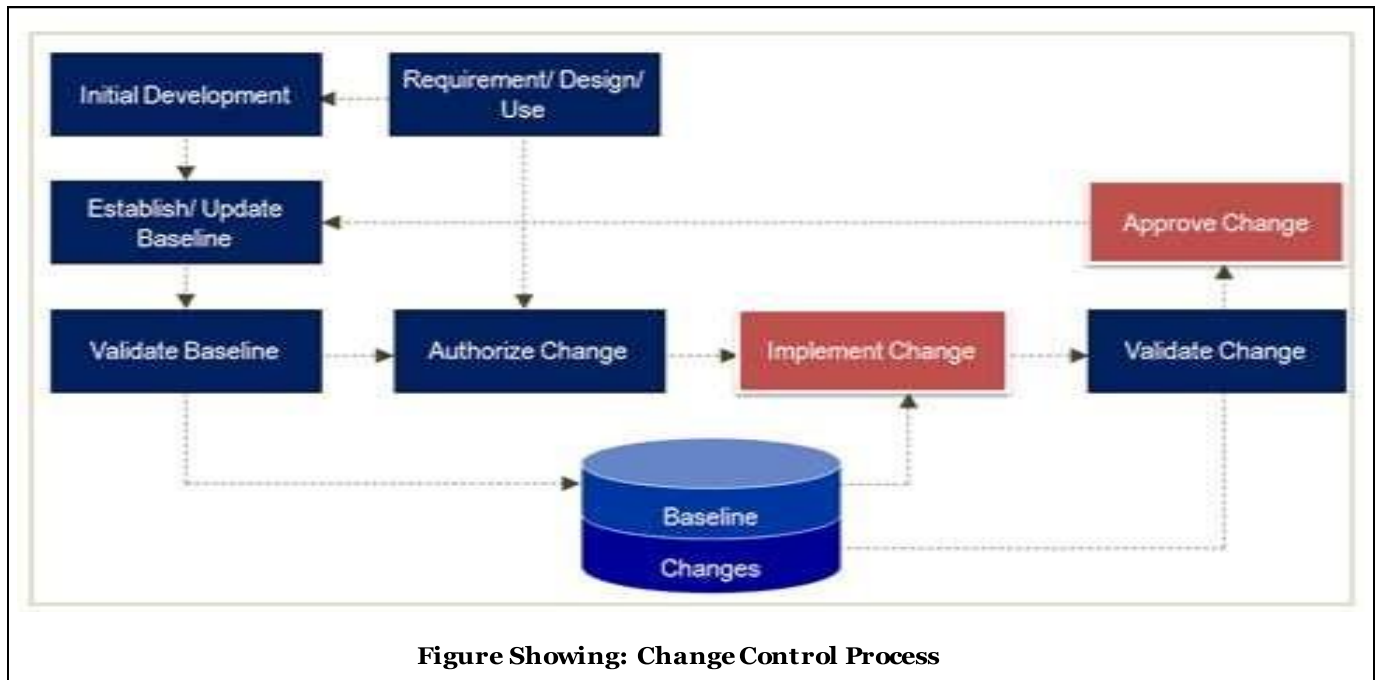 Initial Development
Requirement/ Design/
Use
Establish/ Update
Baseline
Approve Change
Validate Baseline
Authorize Change
Implement Change
Validate Change
Baseline
Changes
Figure Showing: Change Control Process